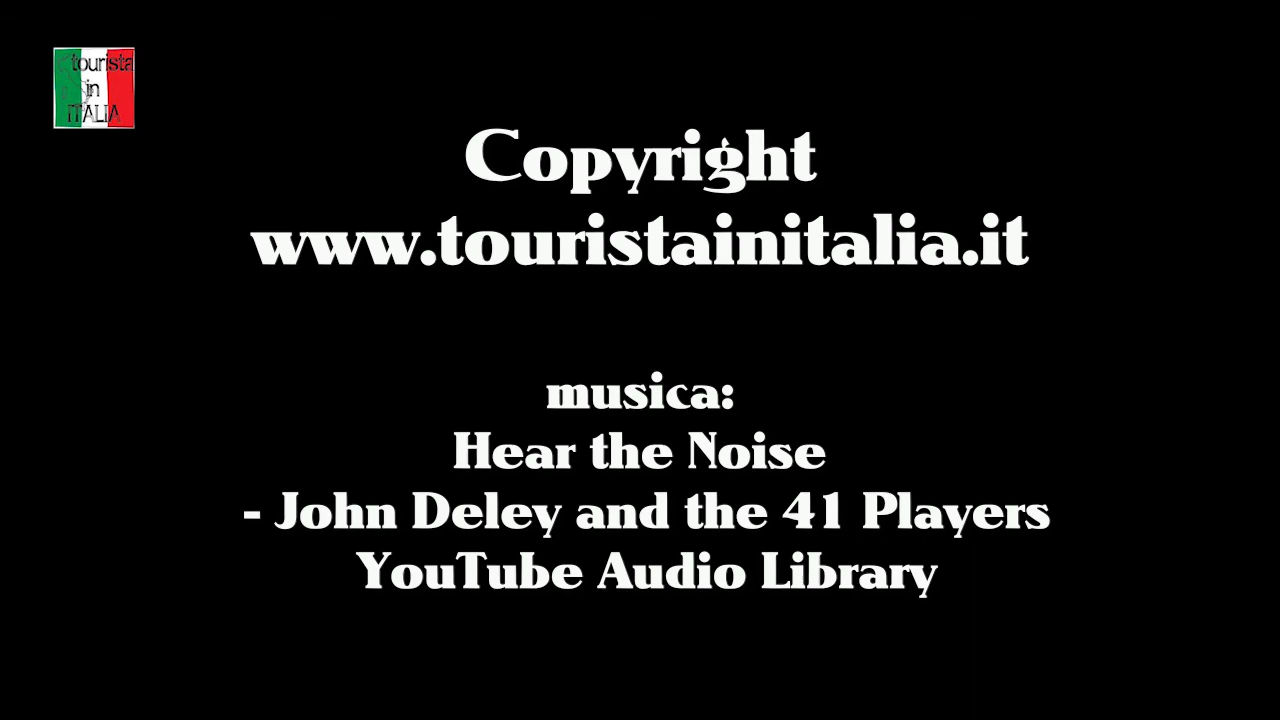 tourista
in
ITALIA
Copyright
www.touristainitalia.it
musica:
Hear the Noise
- John Deley and the 41 Players
YouTube Audio Library